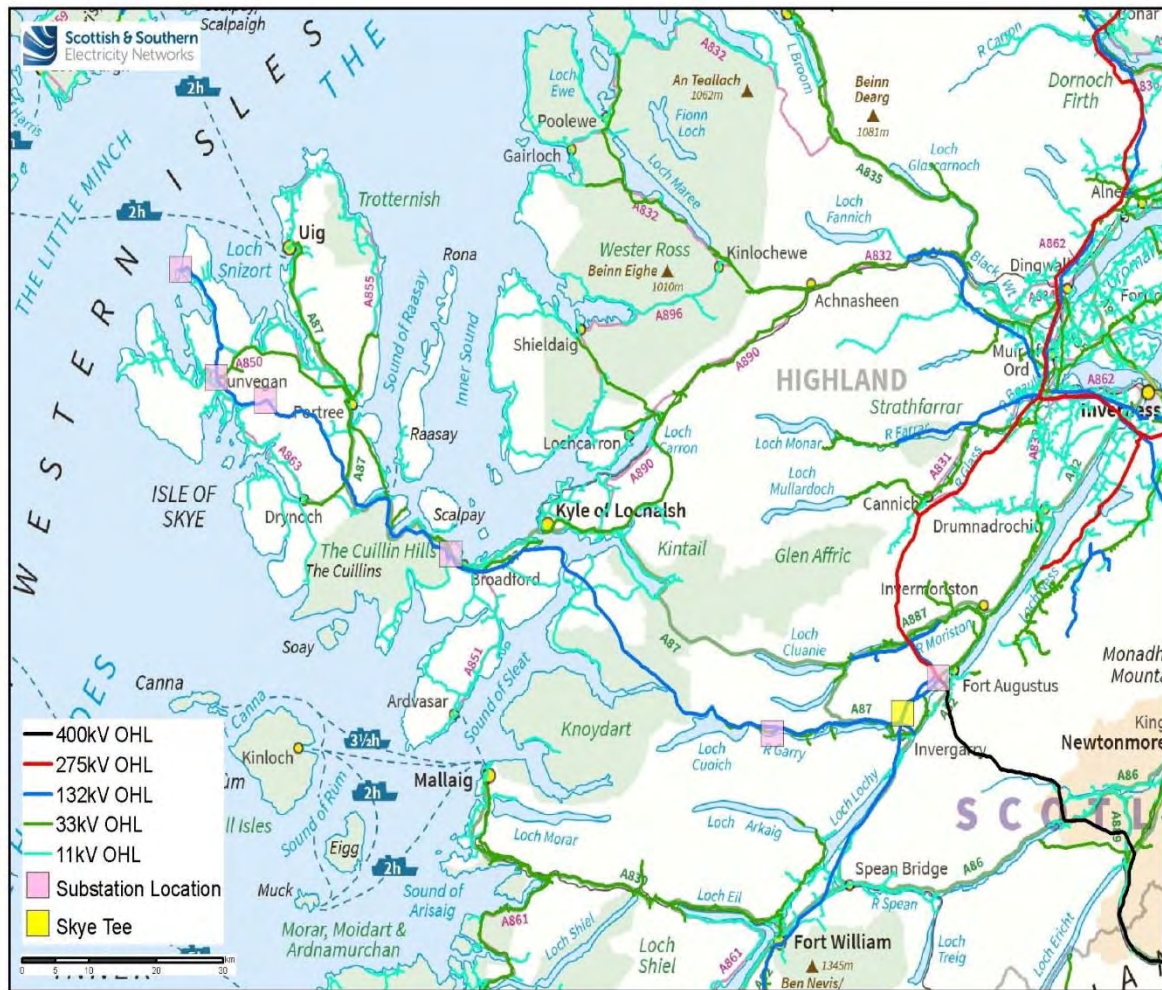 Scottish & Southern
Electricity Networks
Scalpay,
Scalpaigh
THE
WESTERN ISLES
THE LITTLE MINCH
2h
2h
A832
L Broom
An Teallach
1062m
Beinn
Dearg
1081m
R Carron
Dornoch
Firth
Loch
Ewe
Poolewe
Fionn
Loch
Gairloch
Loch Maree
A832
A835
Loch
Glascarnoch
Loch
Fannich
Trotternish
Uig
Loch
Snizort
Rona
Wester Ross
Beinn Eighe
1010m
Kinlochewe
A832
A862
Black Wt
Achnasheen
A855
A87
Sound of Raasay
Inner Sound
A896
Shieldaig
A890
HIGHLAND
Muir of
Ord
A850
Portree
Raasay
Strathfarrar
R Farrar
R Beauly
A862
Inverness
Lochcarron
Loch
Carron
A890
Loch Monar
Loch
Mullardoch
A831
R Glass
Cannich
Drumnadrochit
A82
A863
A87
ISLE OF
SKYE
Drynoch
Scalpay
Kyle of Lochalsh
The Cuillin Hills
The Cuillins
Broadford
Kintail
Glen Affric
Invermoriston
Loch Ness
A887
R Moriston
A87
Loch
Cluanie
Soay
A851
Ardvasar
Sound of Sleat
Fort Augustus
A82
Monadh
Canna
Canna
Kinloch
3½h
Knoydart
Loch
Cuoich
R Garry
A87
Invergarry
Newtonmore
A86
Mallaig
2h
Sound of Rùm
Loch Morar
Loch Arkaig
Loch Lochy
SCOTL
Eigg
2h
Muck
Sound of
Arisaig
A830
Loch Eil
Spean Bridge
A86
R Spean
A861
Morar, Moidart &
Ardnamurchan
Loch Shiel
Loch
Shiel
A861
Fort William
1345m
Ben Nevis/
Loch
Treig
Loch Ericht
400kV OHL
275kV OHL
132kV OHL
33kV OHL
11kV OHL
Substation Location
Skye Tee
km
0 5 10 20 30